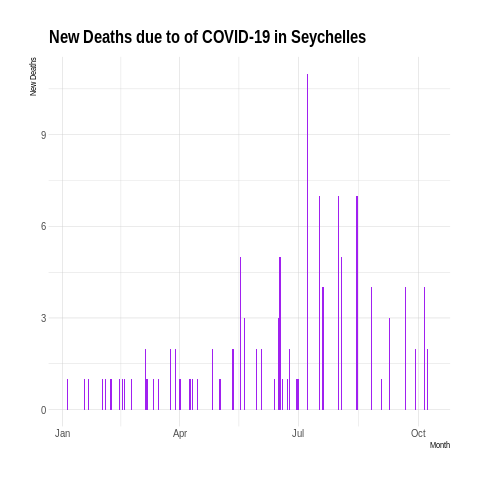 New Deaths due to of COVID-19 in Seychelles
New Deaths
9
6
3
0
Jan Apr Jul Oct
Month